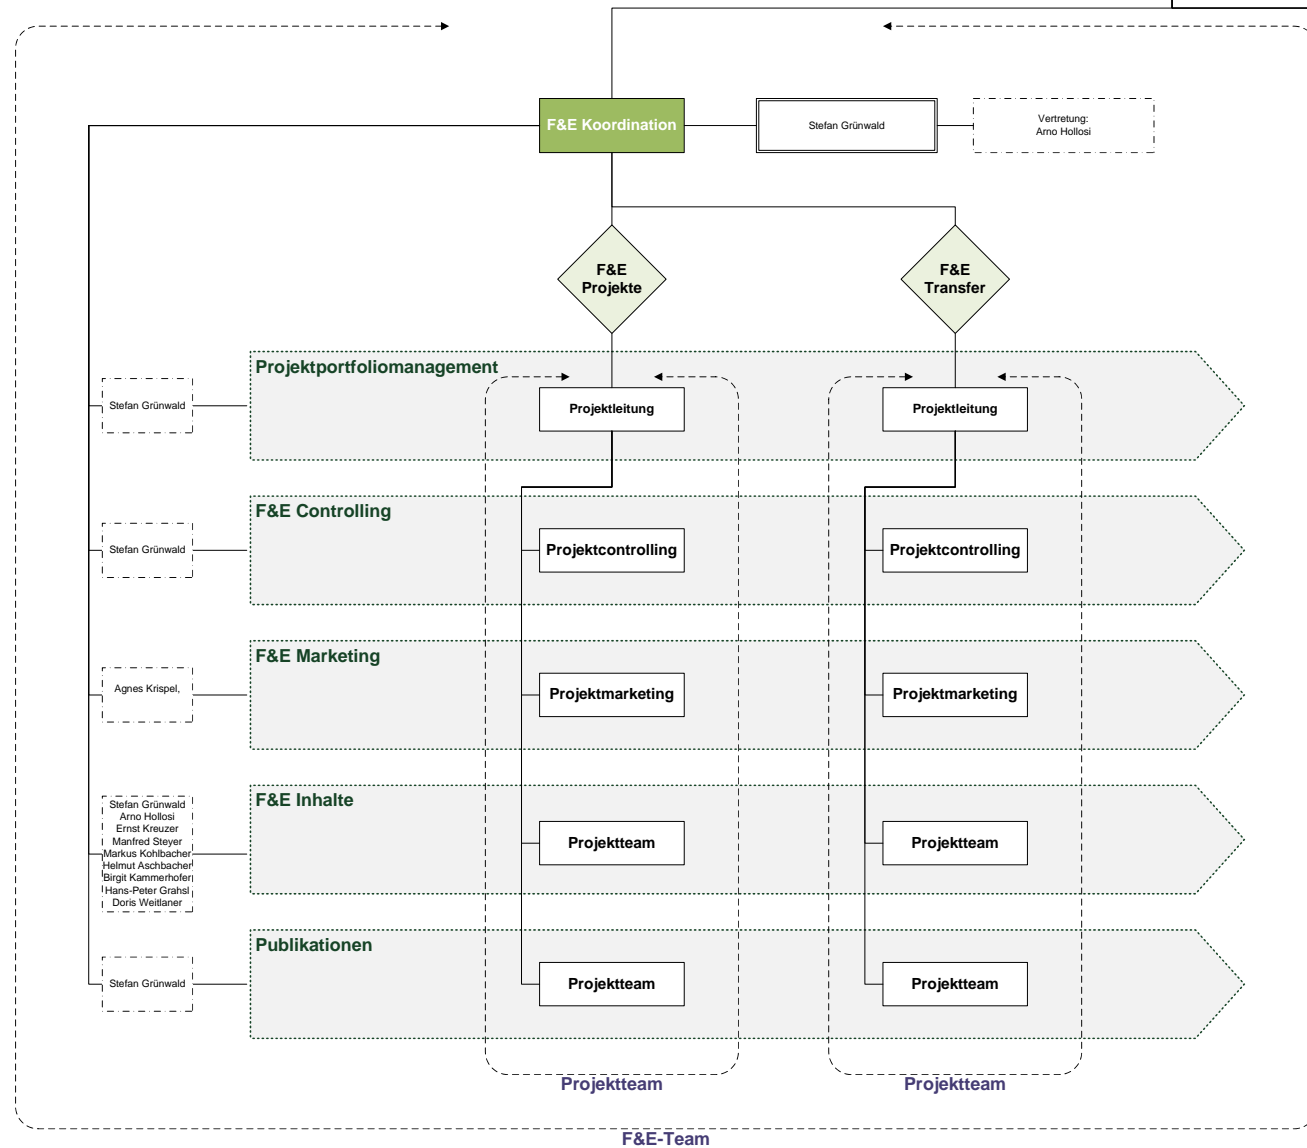 F&E Koordination
Stefan Grünwald
Vertretung:
Arno Hollosi
F&E
Projekte
F&E
Transfer
Projektportfoliomanagement
Stefan Grünwald
Projektleitung
Projektleitung
F&E Controlling
Stefan Grünwald
Projektcontrolling
Projektcontrolling
F&E Marketing
Agnes Krispel,
Projektmarketing
Projektmarketing
F&E Inhalte
Stefan Grünwald
Arno Hollosi
Ernst Kreuzer
Manfred Steyer
Markus Kohlbacher
Helmut Aschbacher
Birgit Kammerhofer
Hans-Peter Grahsl
Doris Weitlaner
Projektteam
Projektteam
Publikationen
Stefan Grünwald
Projektteam
Projektteam
Projektteam
Projektteam
F&E-Team